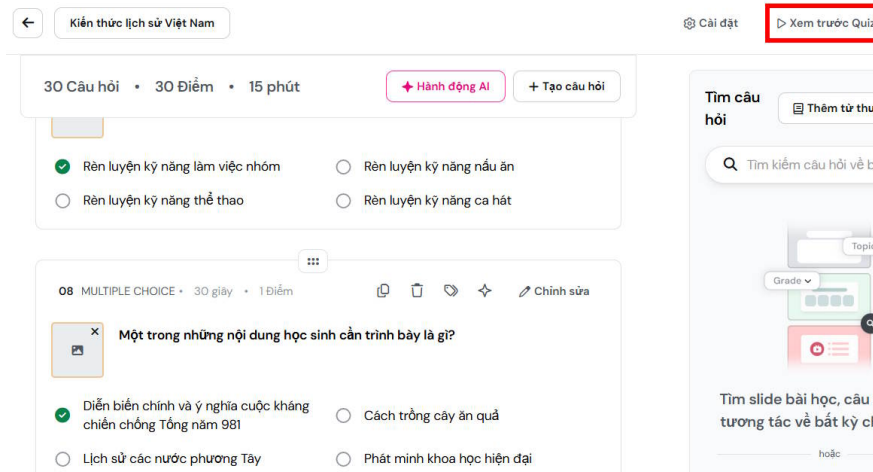 Kiến thức lịch sử Việt Nam
Cài đặt
Xem trước Quiz
30 Câu hỏi • 30 Điểm • 15 phút
Hành động AI
+ Tạo câu hỏi
Tìm câu hỏi
Thêm từ thư
Tìm kiếm câu hỏi về b
Rèn luyện kỹ năng làm việc nhóm
Rèn luyện kỹ năng nấu ăn
Rèn luyện kỹ năng thể thao
Rèn luyện kỹ năng ca hát
Topic
Grade
08 MULTIPLE CHOICE • 30 giây • 1 Điểm
Chỉnh sửa
Một trong những nội dung học sinh cần trình bày là gì?
Diễn biến chính và ý nghĩa cuộc kháng
chiến chống Tống năm 981
Cách trồng cây ăn quả
Lịch sử các nước phương Tây
Phát minh khoa học hiện đại
Tìm slide bài học, câu
tương tác về bất kỳ ch
hoặc